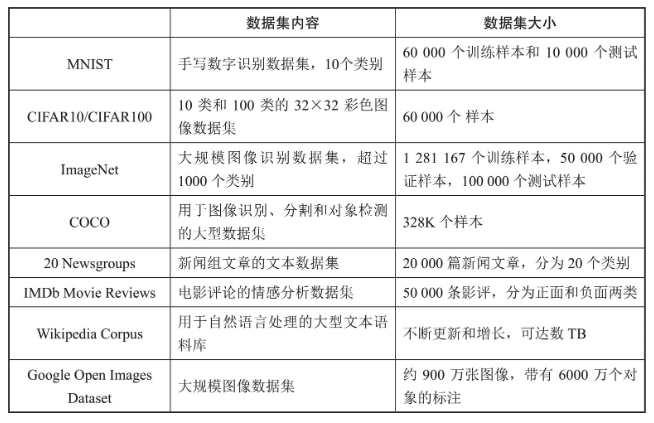 数据集内容 数据集大小
MNIST 手写数字识别数据集，10个类别 60 000 个训练样本和 10 000 个测试
样本
CIFAR10/CIFAR100 10 类和 100 类的 32×32 彩色图
像数据集 60 000 个 样本
ImageNet 大规模图像识别数据集，超过
1000 个类别 1 281 167 个训练样本，50 000 个验
证样本，100 000 个测试样本
COCO 用于图像识别、分割和对象检测
的大型数据集 328K 个样本
20 Newsgroups 新闻组文章的文本数据集 20 000 篇新闻文章，分为 20 个类别
IMDb Movie Reviews 电影评论的情感分析数据集 50 000 条影评，分为正面和负面两类
Wikipedia Corpus 用于自然语言处理的大型文本语
料库 不断更新和增长，可达数 TB
Google Open Images
Dataset 大规模图像数据集 约 900 万张图像，带有 6000 万个对
象的标注